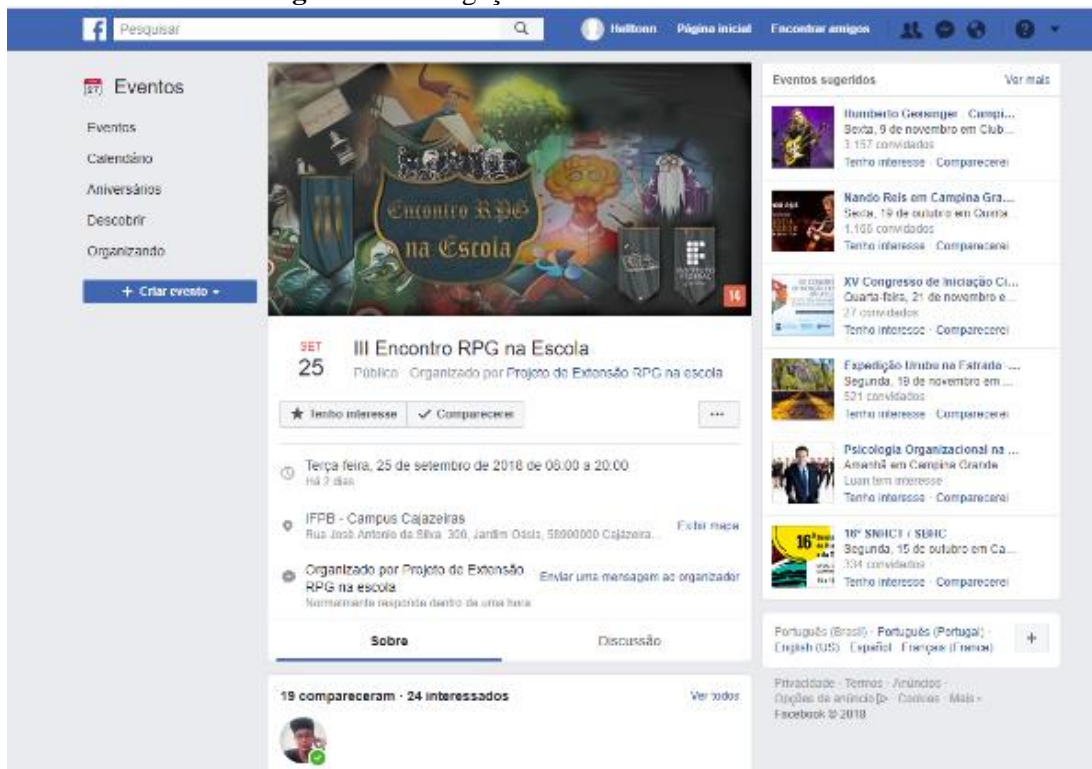 Pesquisar
Helltonn Página inicial Encontrar amigos
Eventos
Eventos
Calendário
Aniversários
Descobrir
Organizando
+ Criar evento
Encontro RPG
na Escola
III
INSTITUTO
FEDERAL
14
SET
25
III Encontro RPG na Escola
Público · Organizado por Projeto de Extensão RPG na escola
Tenho interesse
Comparecerei
...
Terça-feira, 25 de setembro de 2018 de 08:00 a 20:00
Há 2 dias
IFPB - Campus Cajazeiras
Rua José Antonio da Silva, 300, Jardim Oásis, 58900000 Cajazeira...
Exibir mapa
Organizado por Projeto de Extensão
RPG na escola
Enviar uma mensagem ao organizador
Normalmente responde dentro de uma hora
Sobre
Discussão
19 compareceram · 24 interessados
Ver todos
Eventos sugeridos
Ver mais
Humberto Gessinger . Campi...
Sexta, 9 de novembro em Club...
3.157 convidados
Tenho interesse · Comparecerei
Nando Reis em Campina Gra...
Sexta, 19 de outubro em Quinta...
1.166 convidados
Tenho interesse · Comparecerei
XV Congresso de Iniciação Ci...
Quarta-feira, 21 de novembro e...
27 convidados
Tenho interesse · Comparecerei
Expedição Urubu na Estrada -...
Segunda, 19 de novembro em ...
521 convidados
Tenho interesse · Comparecerei
Psicologia Organizacional na ...
Amanhã em Campina Grande
Luan tem interesse
Tenho interesse · Comparecerei
16º
16º SNHCT / SBHC
Segunda, 15 de outubro em Ca...
334 convidados
Tenho interesse · Comparecerei
Português (Brasil) · Português (Portugal) ·
English (US) · Español · Français (France)
+
Privacidade · Termos · Anúncios ·
Opções de anúncio · Cookies · Mais
Facebook © 2018